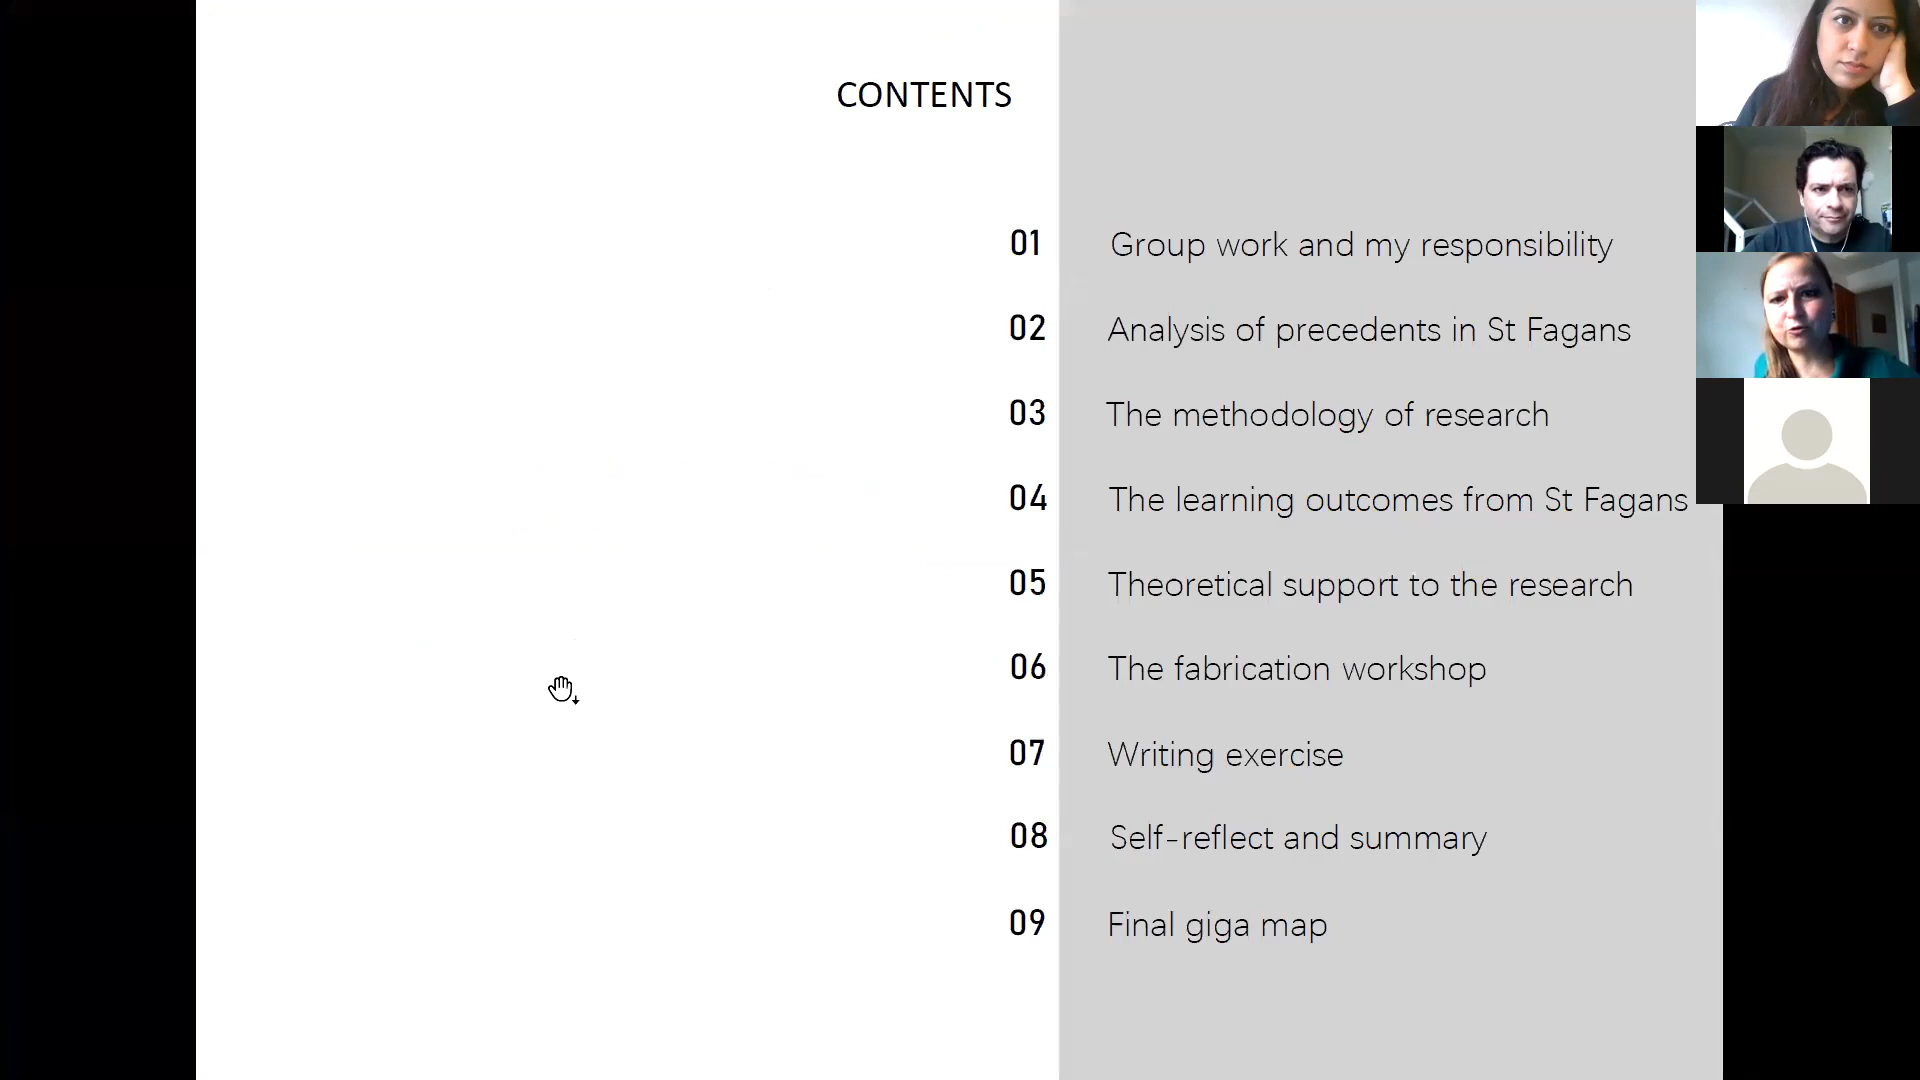 CONTENTS
01 Group work and my responsibility
02 Analysis of precedents in St Fagans
03 The methodology of research
04 The learning outcomes from St Fagans
05 Theoretical support to the research
06 The fabrication workshop
07 Writing exercise
08 Self-reflect and summary
09 Final giga map